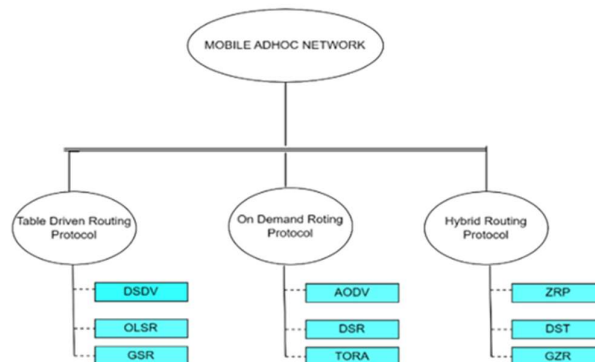 MOBILE ADHOC NETWORK
Table Driven Routing
Protocol
On Demand Roting
Protocol
Hybrid Routing
Protocol
DSDV
AODV
ZRP
OLSR
DSR
DST
GSR
TORA
GZR